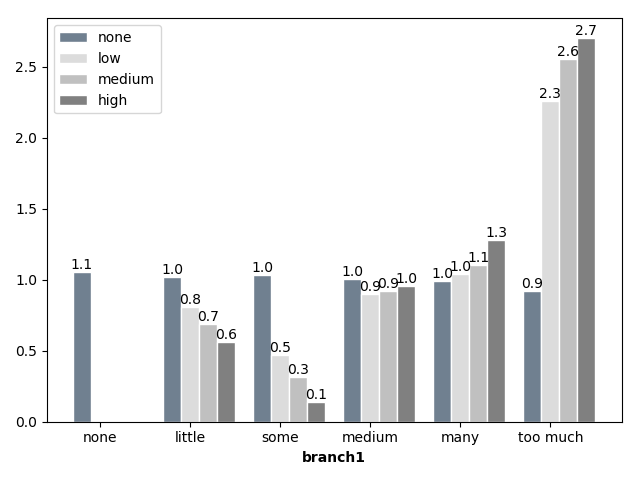 none
low
medium
high
2.5
2.0
1.5
1.0
0.5
0.0
1.1
1.0 0.8 0.7 0.6
1.0 0.5 0.3 0.1
1.0 0.9 0.9 1.0
1.0 1.0 1.1 1.3
0.9 2.3 2.6 2.7
none little some medium many too much
branch1